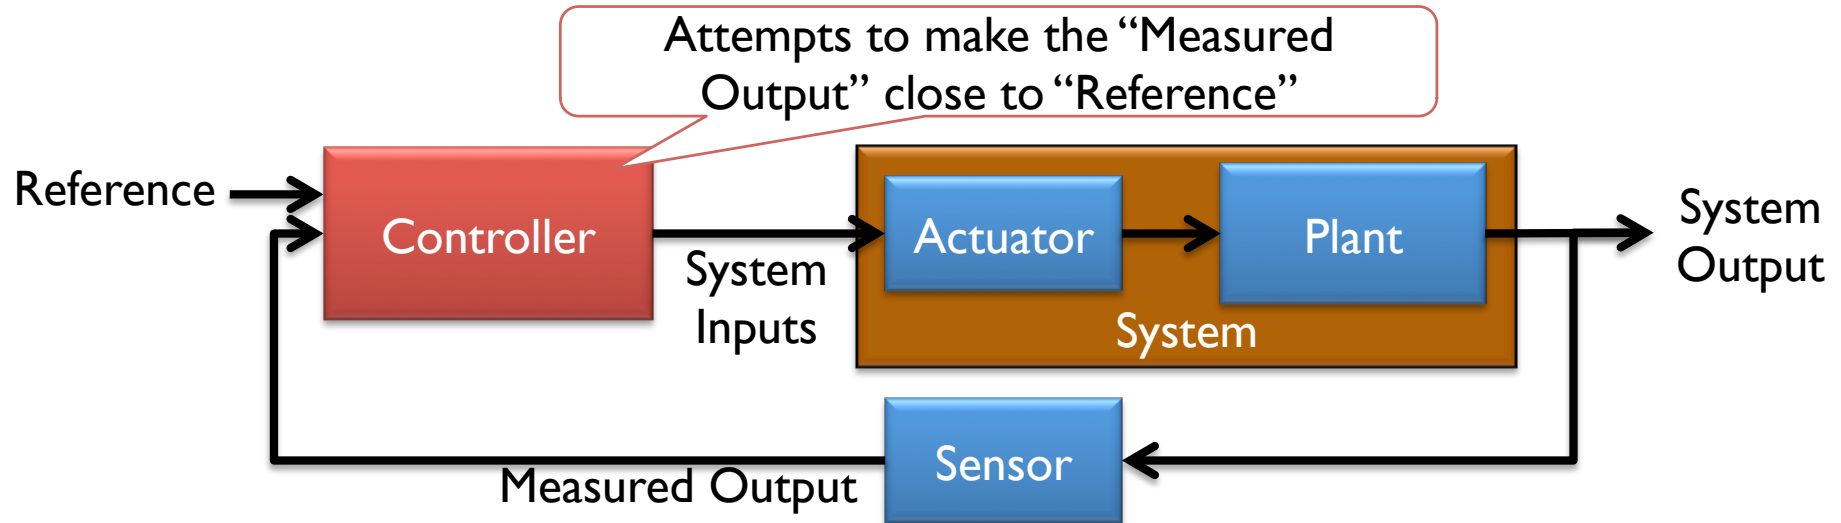 Attempts to make the “Measured
Output” close to “Reference”
Reference
Controller
System
Inputs
Actuator
Plant
System
System
Output
Sensor
Measured Output